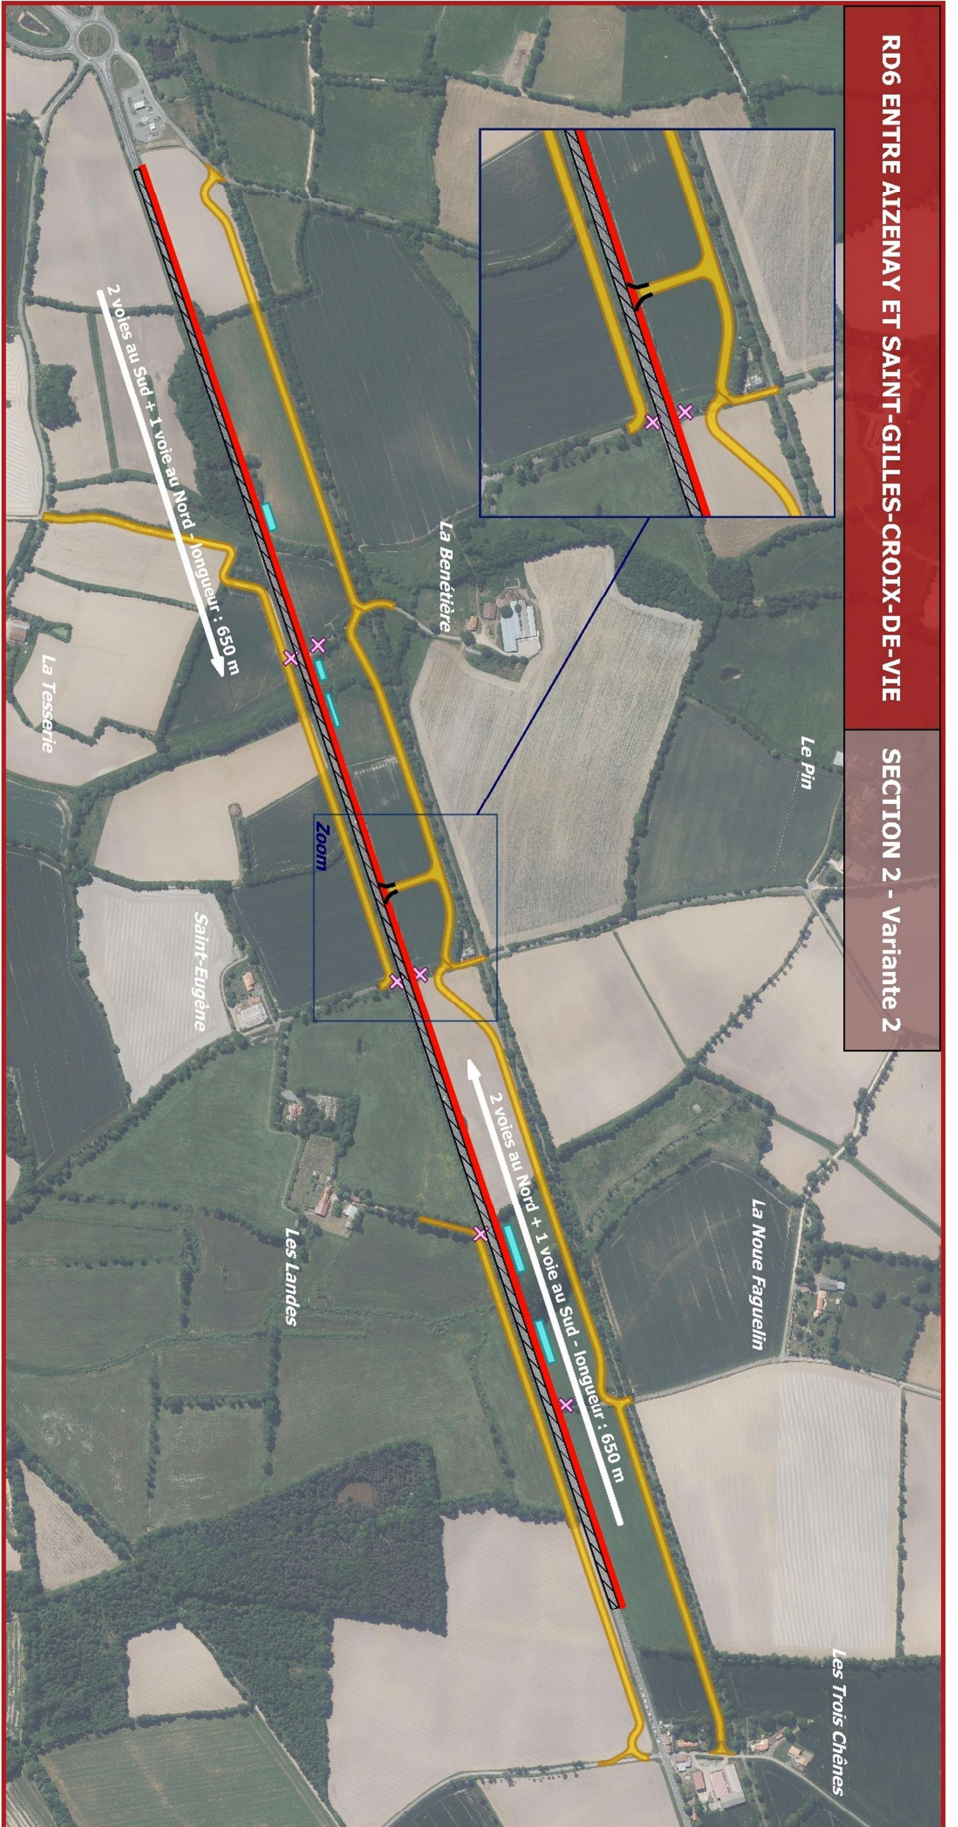 RD6 ENTRE AIZENAY ET SAINT-GILLES-CROIX-DE-VIE
SECTION 2 - Variante 2
Le Pin
La Benétière
La Noue Faguelin
Les Trois Chênes
2 voies au Sud + 1 voie au Nord - longueur : 650 m
2 voies au Nord + 1 voie au Sud - longueur : 650 m
Zoom
La Tesserie
Saint-Eugène
Les Landes